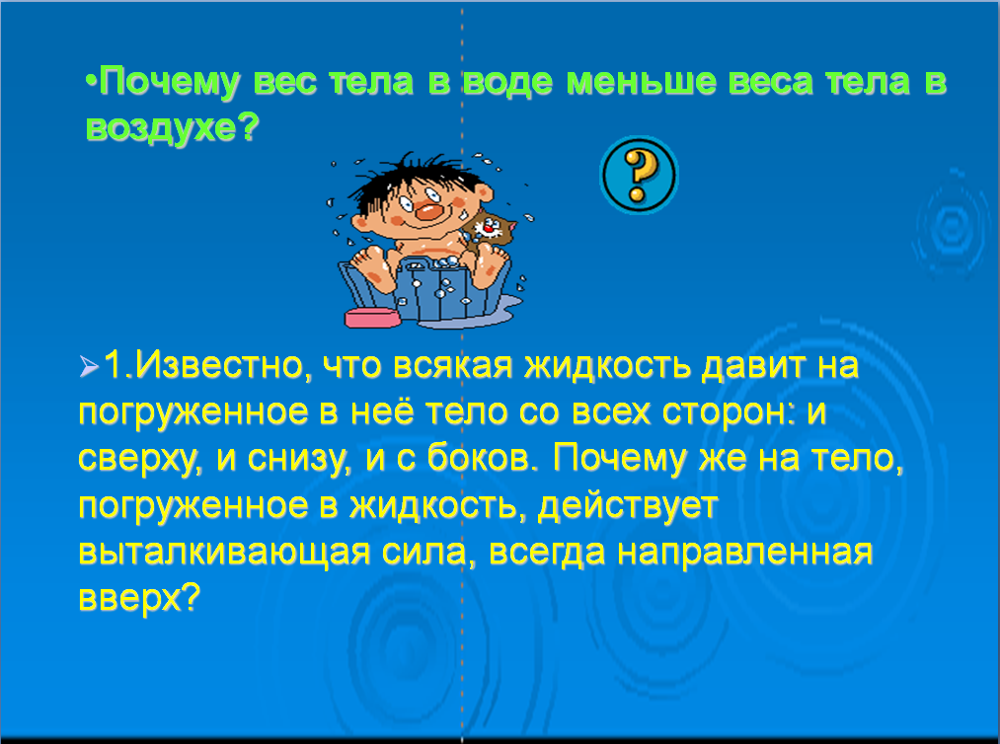 •Почему вес тела в воде меньше веса тела в
воздухе?
?
➢1.Известно, что всякая жидкость давит на
погруженное в неё тело со всех сторон: и
сверху, и снизу, и с боков. Почему же на тело,
погруженное в жидкость, действует
выталкивающая сила, всегда направленная
вверх?